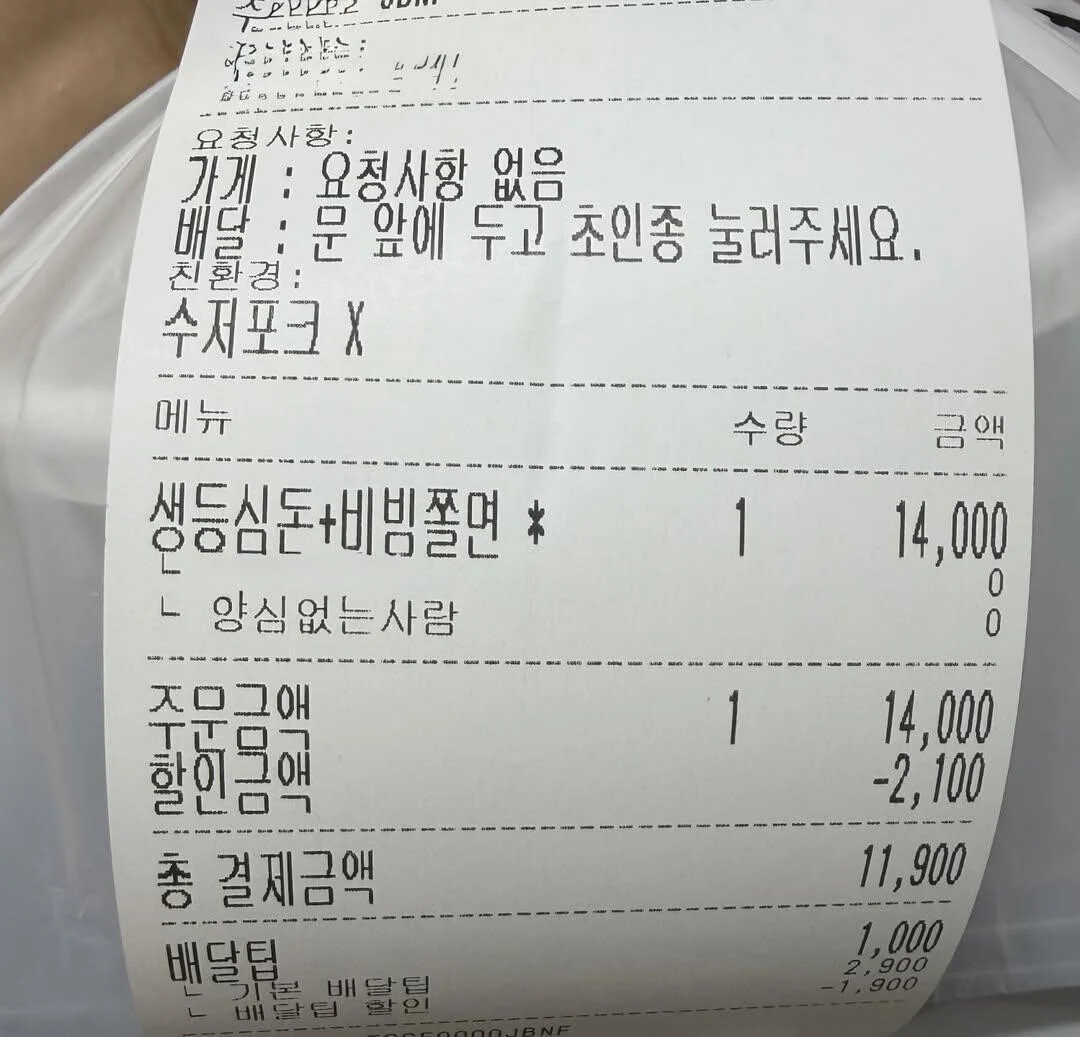 요청사항:
가게 : 요청사항 없음
배달 : 문 앞에 두고 초인종 눌러주세요.
친환경:
수저포크 X
메뉴 수량 금액
생등심돈+비빔쫄면 * 1 14,000
ㄴ 0
ㄴ 양심없는사람 0
주문금액 1 14,000
할인금액 -2,100
총 결제금액 11,900
배달팁 1,000
ㄴ 기본 배달팁 2,900
ㄴ 배달팁 할인 -1,900